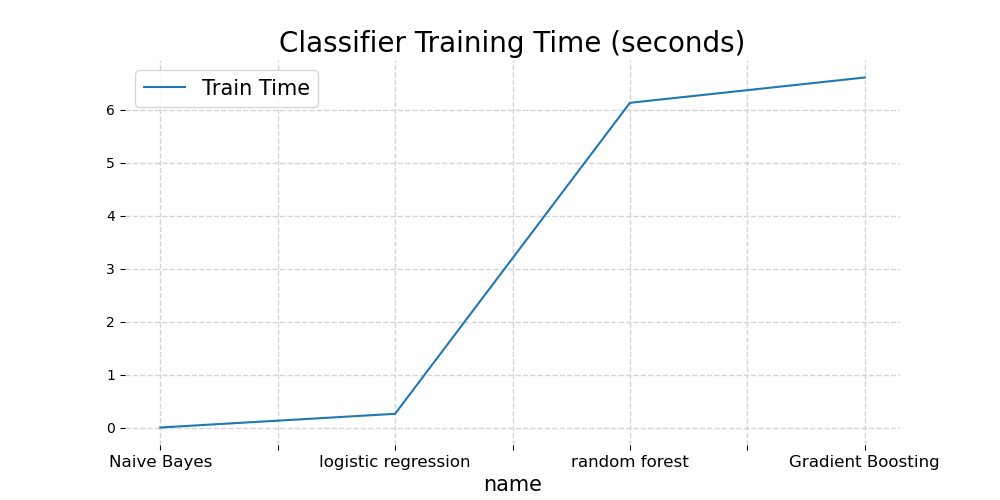 Classifier Training Time (seconds)
Train Time
6
5
4
3
2
1
0
Naive Bayes logistic regression random forest Gradient Boosting
name